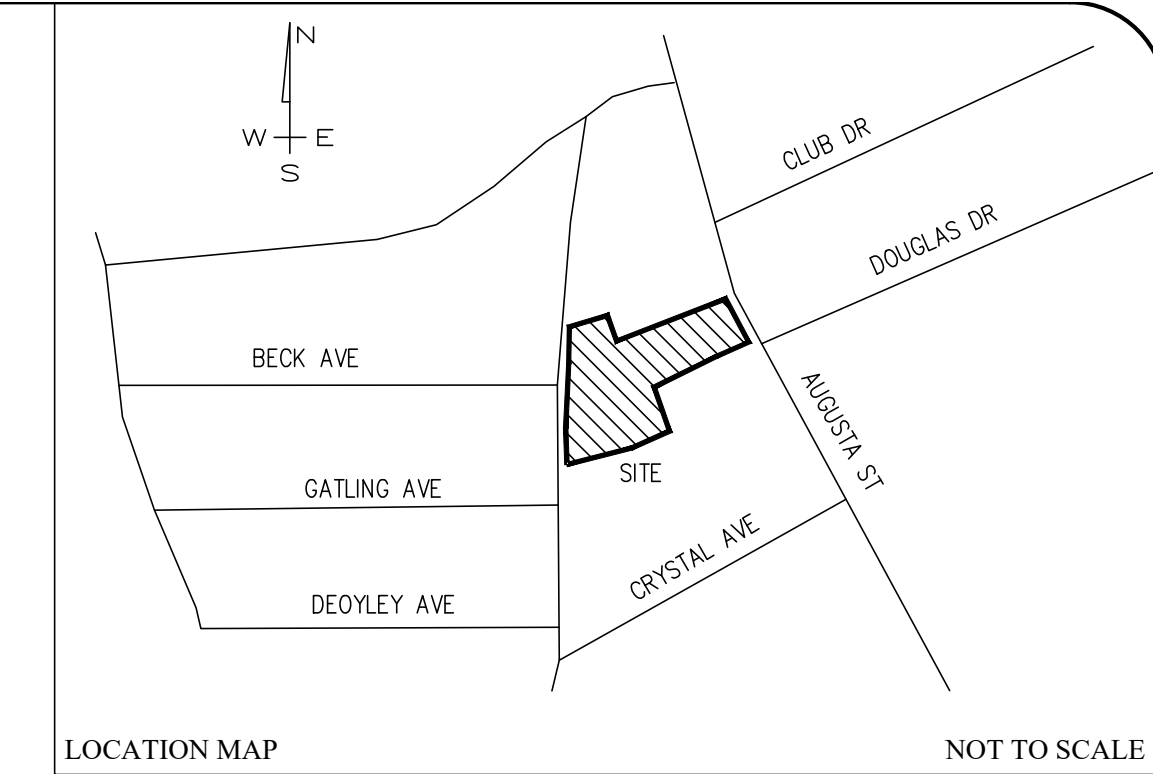 N
W E
S
CLUB DR
DOUGLAS DR
BECK AVE
AUGUSTA ST
SITE
GATLING AVE
CRYSTAL AVE
DEOYLEY AVE
LOCATION MAP
NOT TO SCALE